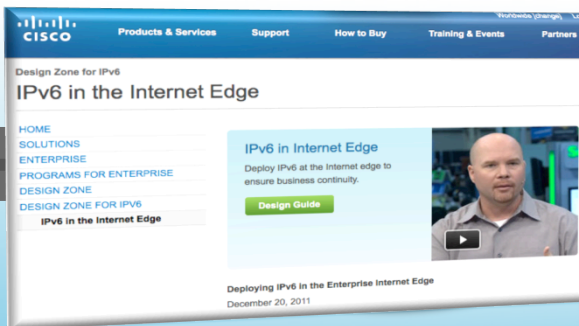 Worldwide [change]
CISCO
Products & Services
Support
How to Buy
Training & Events
Partners
Design Zone for IPv6
IPv6 in the Internet Edge
HOME
SOLUTIONS
ENTERPRISE
PROGRAMS FOR ENTERPRISE
DESIGN ZONE
DESIGN ZONE FOR IPV6
IPv6 in the Internet Edge
IPv6 in Internet Edge
Deploy IPv6 at the Internet edge to
ensure business continuity.
Design Guide
Deploying IPv6 in the Enterprise Internet Edge
December 20, 2011